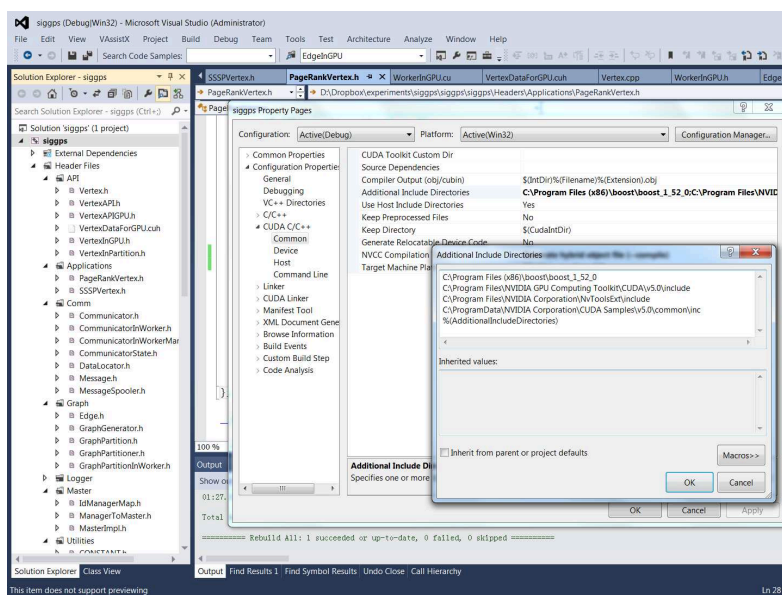 siggps (Debug|Win32) - Microsoft Visual Studio (Administrator)
File Edit View VAssistX Project Build Debug Team Tools Test Architecture Analyze Window Help
Search Code Samples: EdgeInGPU
Solution Explorer - siggps
SSSPVertex.h PageRankVertex.h WorkerInGPU.cu VertexDataForGPU.cuh Vertex.cpp WorkerInGPU.h Edge
PageRankVertex.h D:\Dropbox\experiments\siggps\siggps\siggps\Headers\Applications\PageRankVertex.h
Search Solution Explorer - siggps (Ctrl+;)
Solution 'siggps' (1 project)
siggps
External Dependencies
Header Files
API
Vertex.h
VertexAPI.h
VertexAPIGPU.h
VertexDataForGPU.cuh
VertexInGPU.h
VertexInPartition.h
Applications
PageRankVertex.h
SSSPVertex.h
Comm
Communicator.h
CommunicatorInWorker.h
CommunicatorInWorkerMar
CommunicatorState.h
DataLocator.h
Message.h
MessageSpooler.h
Graph
Edge.h
GraphGenerator.h
GraphPartition.h
GraphPartitioner.h
GraphPartitionInWorker.h
Logger
Master
IdManagerMap.h
ManagerToMaster.h
MasterImpl.h
Utilities
CONSTANT.h
Solution Explorer Class View
Page
siggps Property Pages
Configuration: Active(Debug) Platform: Active(Win32) Configuration Manager...
Common Properties
Configuration Propertie
General
Debugging
VC++ Directories
C/C++
CUDA C/C++
Common
Device
Host
Command Line
Linker
CUDA Linker
Manifest Tool
XML Document Gene
Browse Information
Build Events
Custom Build Step
Code Analysis
CUDA Toolkit Custom Dir
Source Dependencies
Compiler Output (obj/cubin) $(IntDir)%(Filename)%(Extension).obj
Additional Include Directories C:\Program Files (x86)\boost\boost_1_52_0;C:\Program Files\NVID
Use Host Include Directories Yes
Keep Preprocessed Files No
Keep Directory $(CudaIntDir)
Generate Relocatable Device Code No
NVCC Compilation
Target Machine Pla
Additional Include Directories
C:\Program Files (x86)\boost\boost_1_52_0
C:\Program Files\NVIDIA GPU Computing Toolkit\CUDA\v5.0\include
C:\Program Files\NVIDIA Corporation\NvToolsExt\include
C:\ProgramData\NVIDIA Corporation\CUDA Samples\v5.0\common\inc
%(AdditionalIncludeDirectories)
Inherited values:
Inherit from parent or project defaults
Macros>>
OK Cancel
Additional Include Di
Specifies one or more
OK Cancel Apply
}
100 %
Output
Show ou
01:27.
Total
========== Rebuild All: 1 succeeded or up-to-date, 0 failed, 0 skipped ==========
Output Find Results 1 Find Symbol Results Undo Close Call Hierarchy
This item does not support previewing
Ln 28